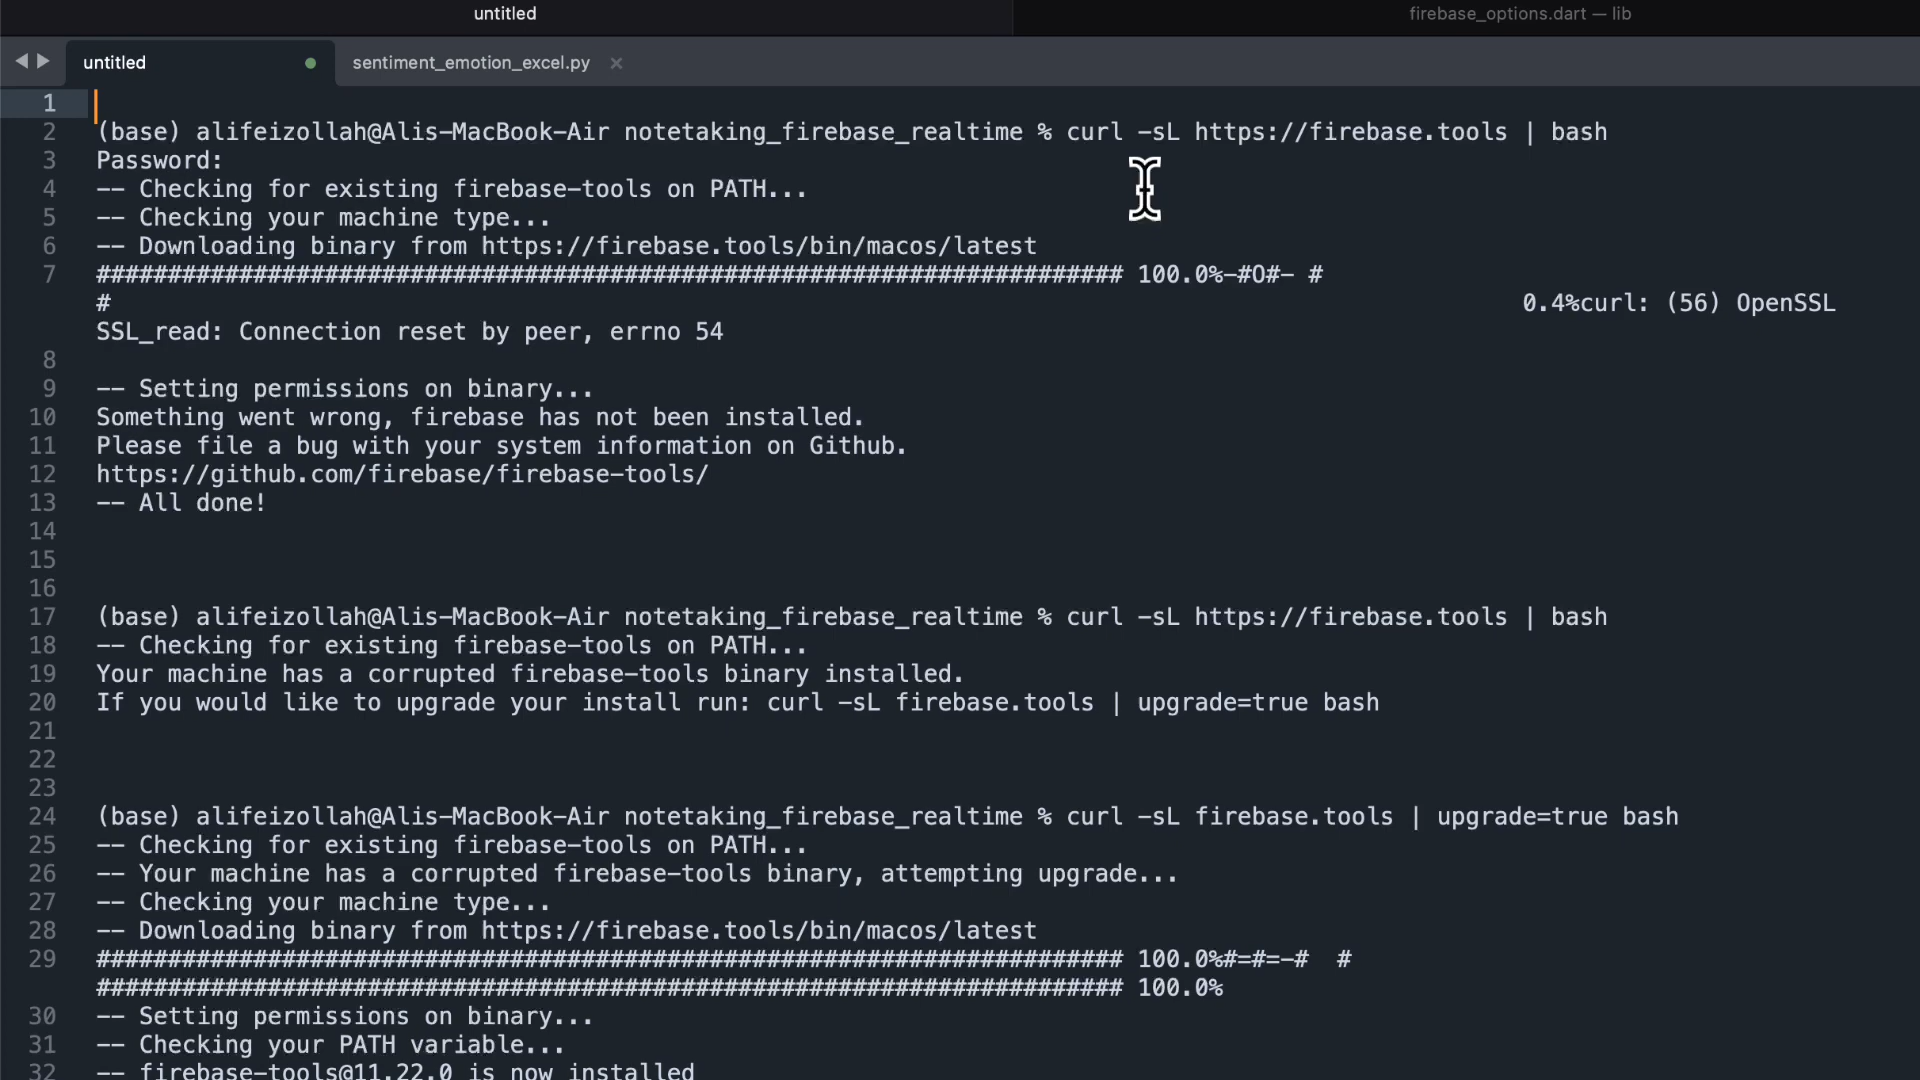 untitled
firebase_options.dart — lib
untitled
sentiment_emotion_excel.py ×
1
2 (base) alifeizollah@Alis-MacBook-Air notetaking_firebase_realtime % curl -sL https://firebase.tools | bash
3 Password:
4 -- Checking for existing firebase-tools on PATH...
5 -- Checking your machine type...
6 -- Downloading binary from https://firebase.tools/bin/macos/latest
7 ######################################################################## 100.0%-#O#- #
# 0.4%curl: (56) OpenSSL
SSL_read: Connection reset by peer, errno 54
8
9 -- Setting permissions on binary...
10 Something went wrong, firebase has not been installed.
11 Please file a bug with your system information on Github.
12 https://github.com/firebase/firebase-tools/
13 -- All done!
14
15
16
17 (base) alifeizollah@Alis-MacBook-Air notetaking_firebase_realtime % curl -sL https://firebase.tools | bash
18 -- Checking for existing firebase-tools on PATH...
19 Your machine has a corrupted firebase-tools binary installed.
20 If you would like to upgrade your install run: curl -sL firebase.tools | upgrade=true bash
21
22
23
24 (base) alifeizollah@Alis-MacBook-Air notetaking_firebase_realtime % curl -sL firebase.tools | upgrade=true bash
25 -- Checking for existing firebase-tools on PATH...
26 -- Your machine has a corrupted firebase-tools binary, attempting upgrade...
27 -- Checking your machine type...
28 -- Downloading binary from https://firebase.tools/bin/macos/latest
29 ######################################################################## 100.0%#=#=-# #
######################################################################## 100.0%
30 -- Setting permissions on binary...
31 -- Checking your PATH variable...
32 -- firebase-tools@11.22.0 is now installed